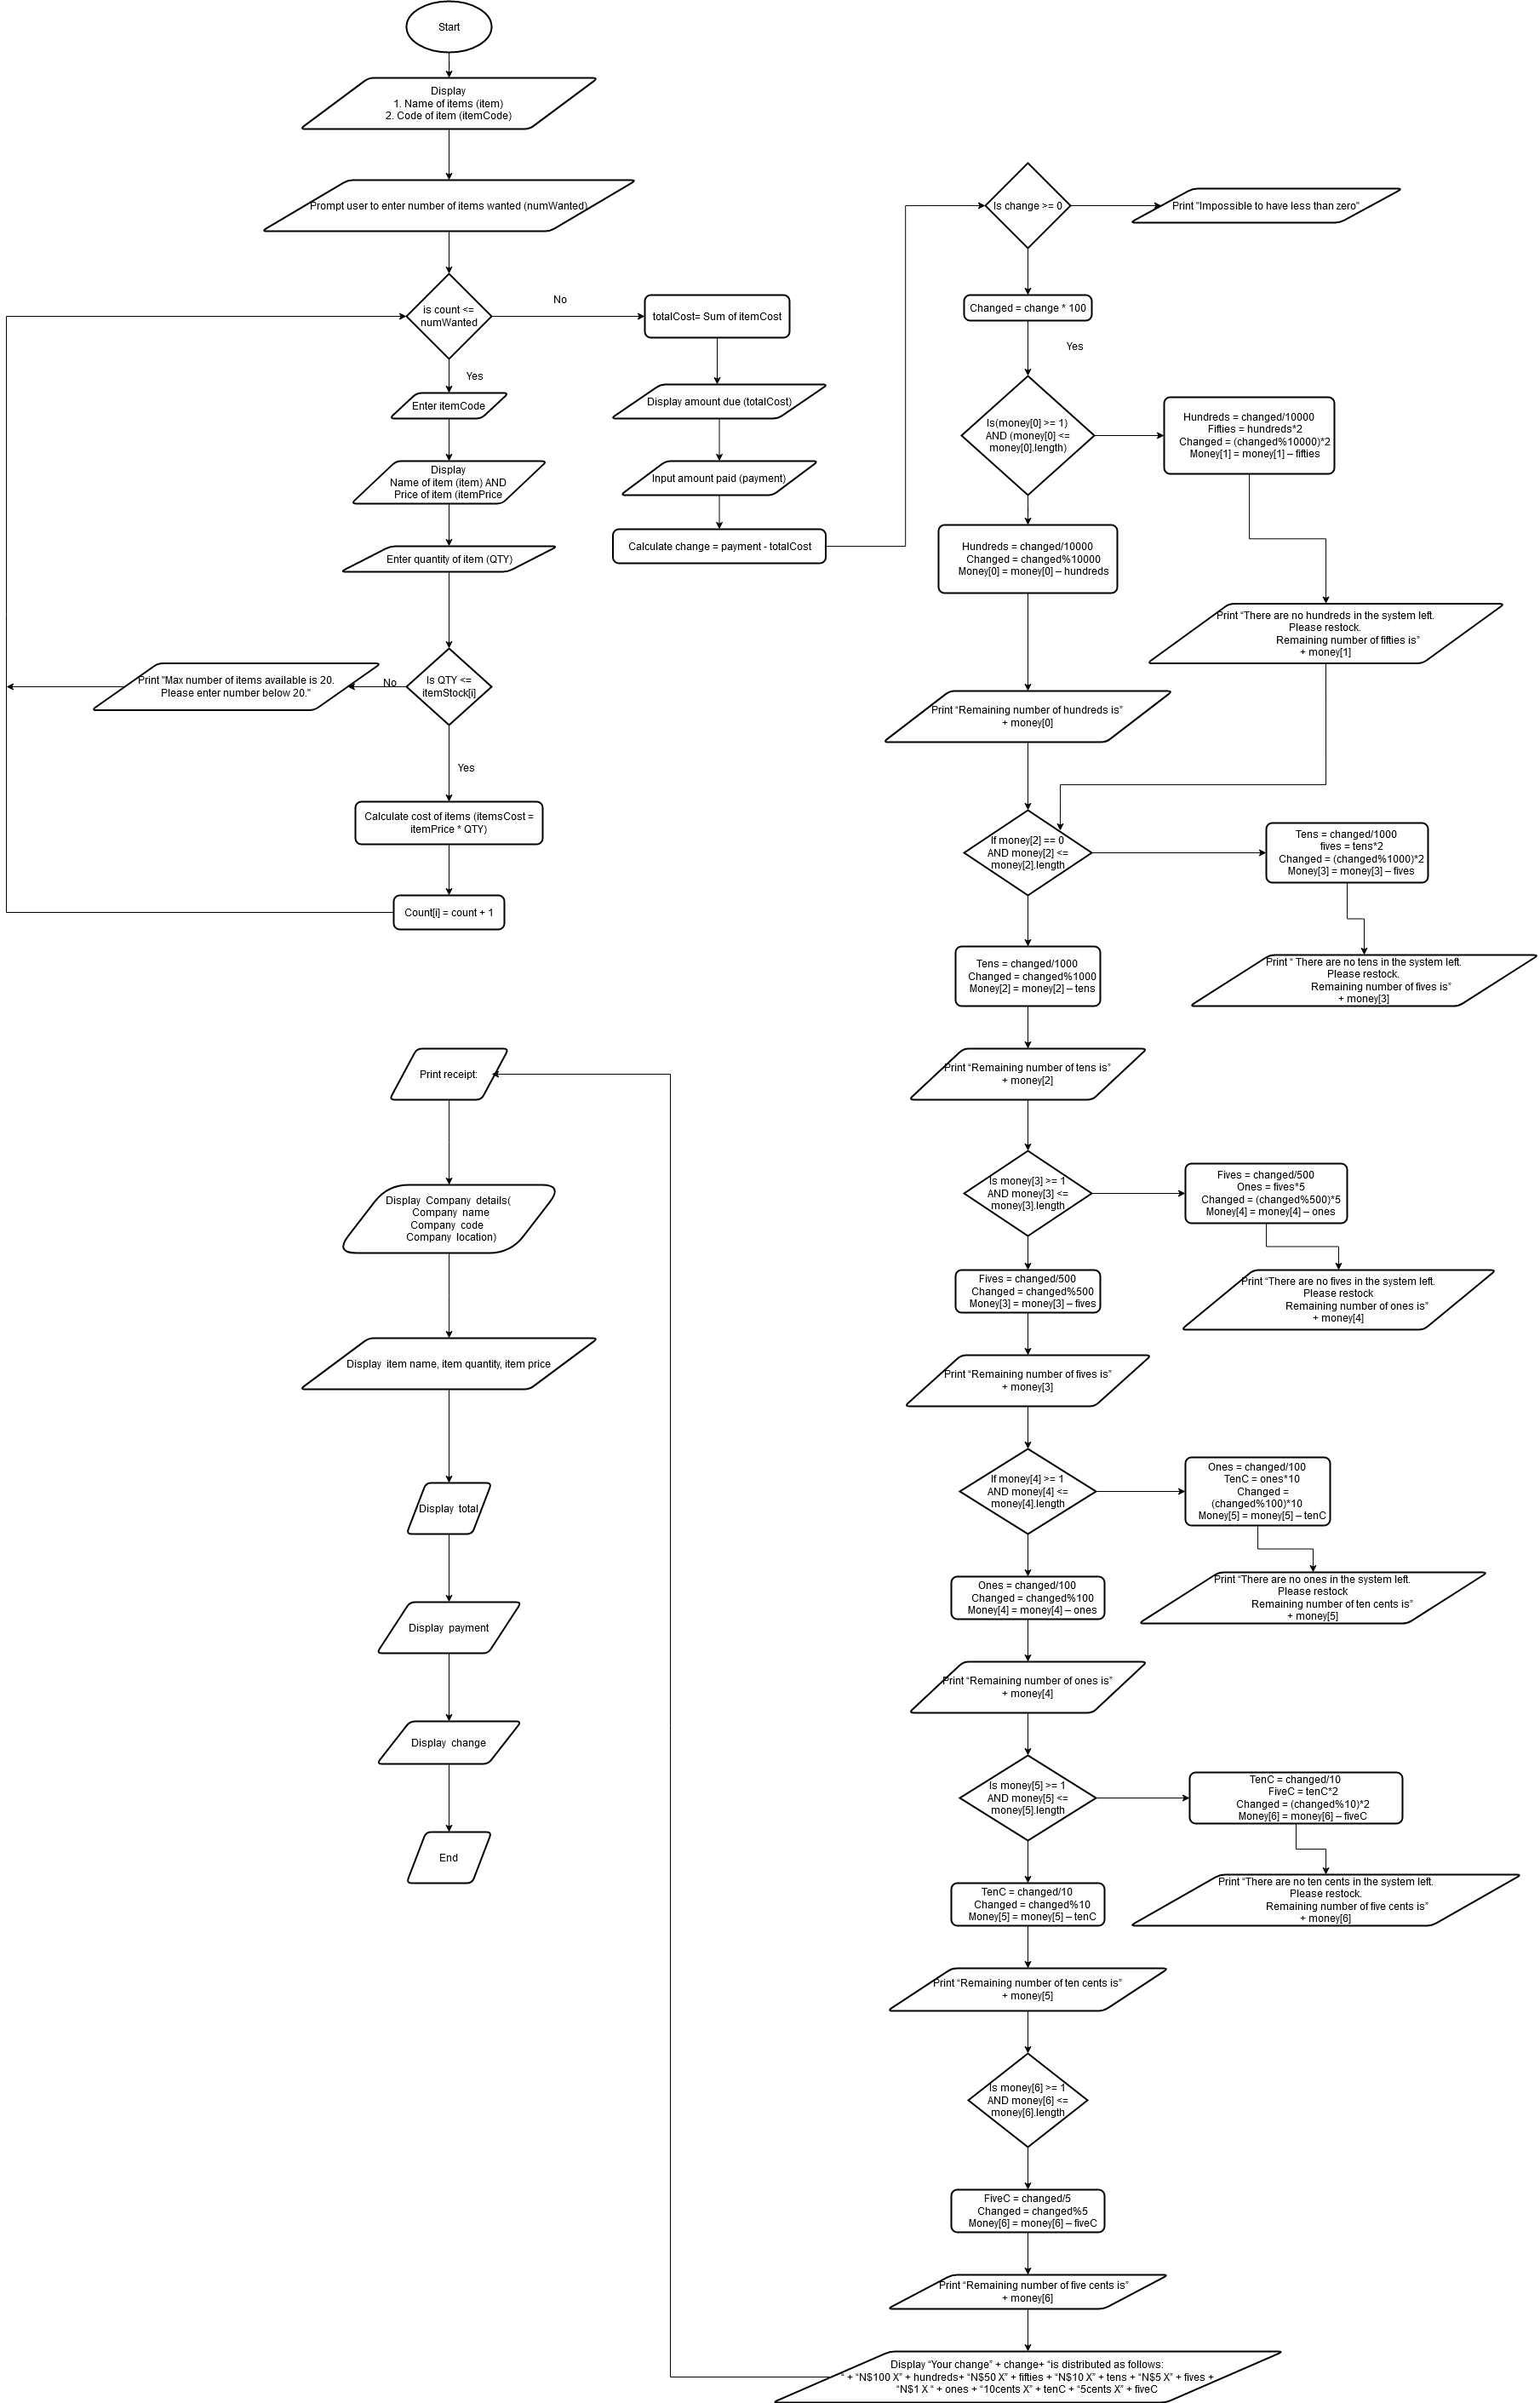 Start
Display
1. Name of items (item)
2. Code of item (itemCode)
Prompt user to enter number of items wanted (numWanted)
is count <=
numWanted
No
Yes
totalCost= Sum of itemCost
Display amount due (totalCost)
Input amount paid (payment)
Calculate change = payment - totalCost
Enter itemCode
Display
Name of item (item) AND
Price of item (itemPrice
Enter quantity of item (QTY)
Is QTY <=
itemStock[i]
No
Print "Max number of items available is 20.
Please enter number below 20."
Yes
Calculate cost of items (itemsCost =
itemPrice * QTY)
Count[i] = count + 1
Is change >= 0
Print "Impossible to have less than zero"
Changed = change * 100
Yes
Is(money[0] >= 1)
AND (money[0] <=
money[0].length)
Hundreds = changed/10000
Fifties = hundreds*2
Changed = (changed%10000)*2
Money[1] = money[1] – fifties
Hundreds = changed/10000
Changed = changed%10000
Money[0] = money[0] – hundreds
Print “There are no hundreds in the system left.
Please restock.
Remaining number of fifties is”
+ money[1]
Print “Remaining number of hundreds is”
+ money[0]
If money[2] == 0
AND money[2] <=
money[2].length
Tens = changed/1000
fives = tens*2
Changed = (changed%1000)*2
Money[3] = money[3] – fives
Tens = changed/1000
Changed = changed%1000
Money[2] = money[2] – tens
Print “ There are no tens in the system left.
Please restock.
Remaining number of fives is”
+ money[3]
Print “Remaining number of tens is”
+ money[2]
Is money[3] >= 1
AND money[3] <=
money[3].length
Fives = changed/500
Ones = fives*5
Changed = (changed%500)*5
Money[4] = money[4] – ones
Fives = changed/500
Changed = changed%500
Money[3] = money[3] – fives
Print “There are no fives in the system left.
Please restock
Remaining number of ones is”
+ money[4]
Print “Remaining number of fives is”
+ money[3]
If money[4] >= 1
AND money[4] <=
money[4].length
Ones = changed/100
TenC = ones*10
Changed =
(changed%100)*10
Money[5] = money[5] – tenC
Ones = changed/100
Changed = changed%100
Money[4] = money[4] – ones
Print “There are no ones in the system left.
Please restock
Remaining number of ten cents is”
+ money[5]
Print “Remaining number of ones is”
+ money[4]
Is money[5] >= 1
AND money[5] <=
money[5].length
TenC = changed/10
FiveC = tenC*2
Changed = (changed%10)*2
Money[6] = money[6] – fiveC
TenC = changed/10
Changed = changed%10
Money[5] = money[5] – tenC
Print “There are no ten cents in the system left.
Please restock.
Remaining number of five cents is”
+ money[6]
Print “Remaining number of ten cents is”
+ money[5]
Is money[6] >= 1
AND money[6] <=
money[6].length
FiveC = changed/5
Changed = changed%5
Money[6] = money[6] – fiveC
Print “Remaining number of five cents is”
+ money[6]
Display “Your change” + change+ “is distributed as follows:
“ + “N$100 X” + hundreds+ “N$50 X” + fifties + “N$10 X” + tens + “N$5 X” + fives +
“N$1 X “ + ones + “10cents X” + tenC + “5cents X” + fiveC
Print receipt:
Display Company details(
Company name
Company code
Company location)
Display item name, item quantity, item price
Display total
Display payment
Display change
End